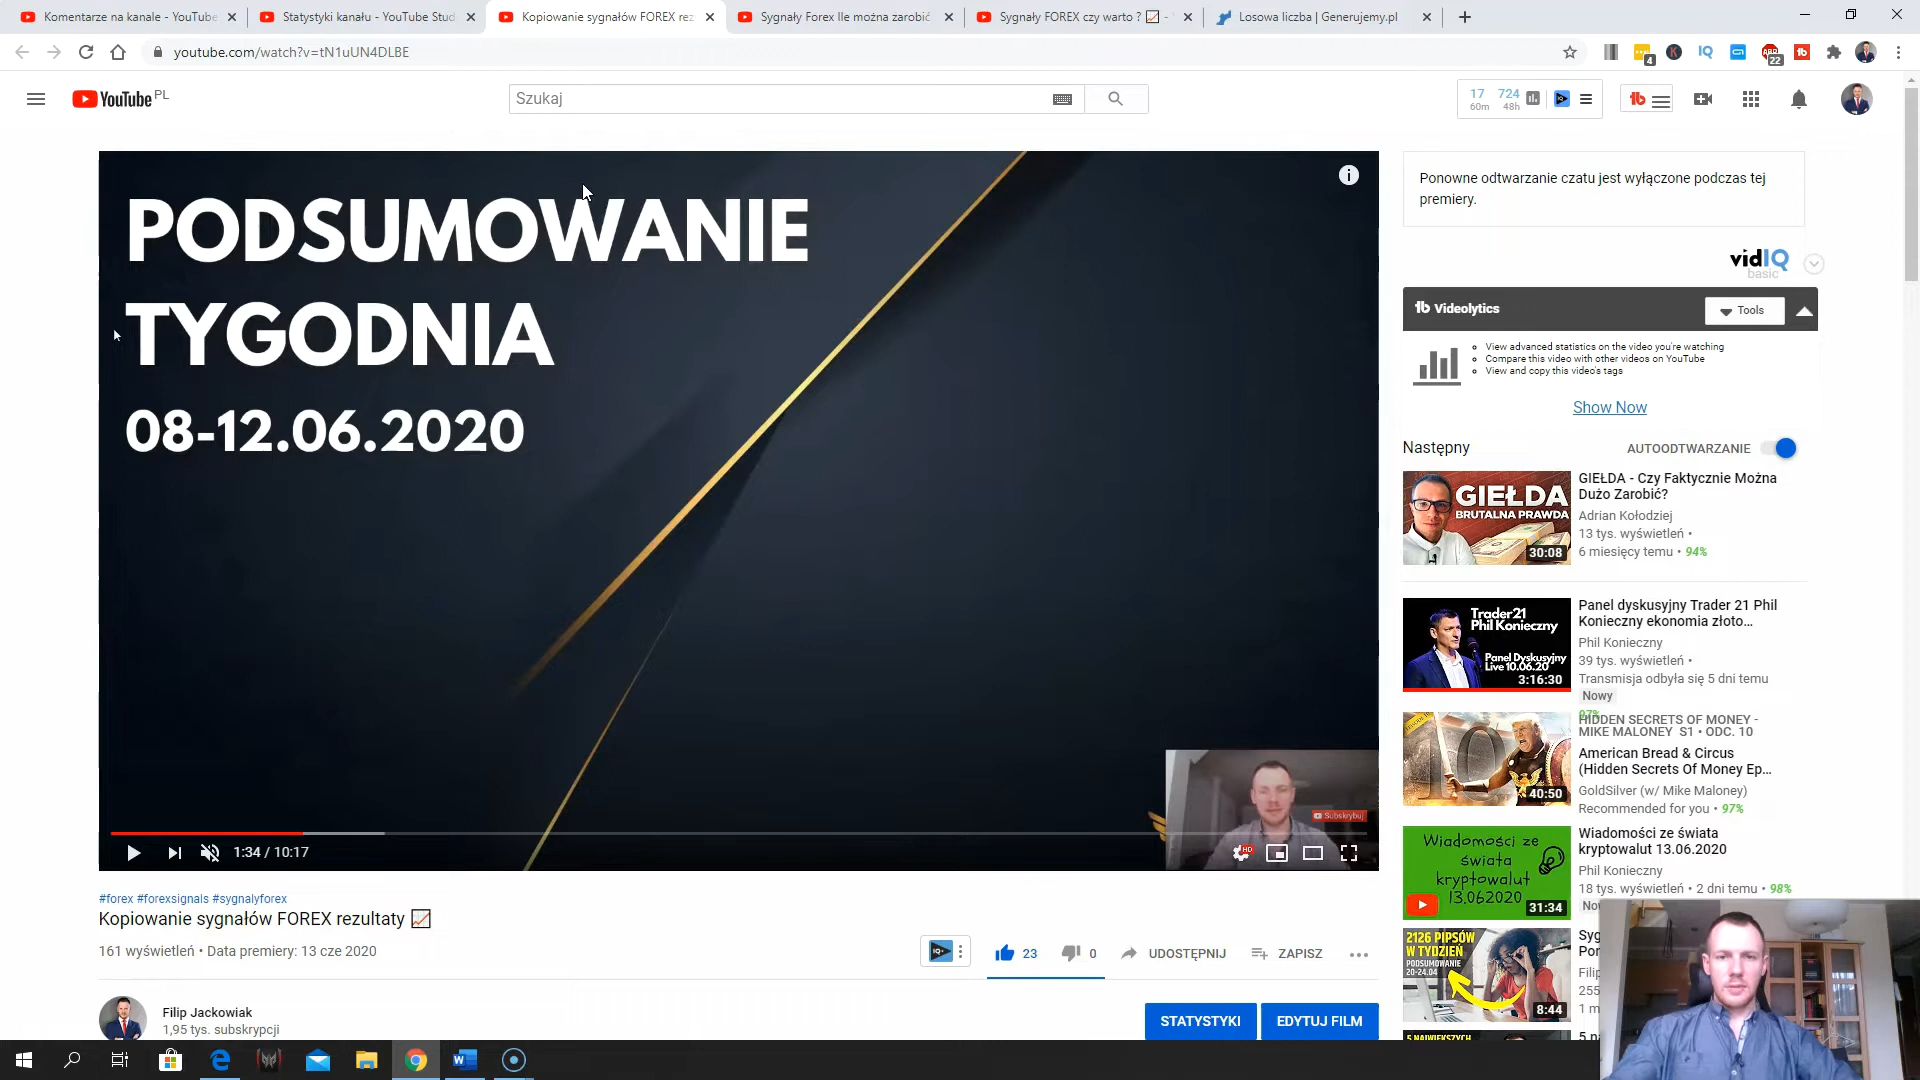 Komentarze na kanale - YouTube
Statystyki kanału - YouTube Stud
Kopiowanie sygnałów FOREX rez
Sygnały Forex Ile można zarobić
Sygnały FOREX czy warto ? 📈 -
Losowa liczba | Generujemy.pl
youtube.com/watch?v=tN1uUN4DLBE
4
IQ
22
YouTube PL
Szukaj
17 724
60m 48h
PODSUMOWANIE
TYGODNIA
08-12.06.2020
Subskrybuj
1:34 / 10:17
HD
#forex #forexsignals #sygnalyforex
Kopiowanie sygnałów FOREX rezultaty 📈
161 wyświetleń • Data premiery: 13 cze 2020
23
0
UDOSTĘPNIJ
ZAPISZ
Filip Jackowiak
1,95 tys. subskrypcji
STATYSTYKI
EDYTUJ FILM
Ponowne odtwarzanie czatu jest wyłączone podczas tej
premiery.
vidIQ
basic
Videolytics
Tools
View advanced statistics on the video you're watching
Compare this video with other videos on YouTube
View and copy this video's tags
Show Now
Następny
AUTOODTWARZANIE
GIEŁDA
BRUTALNA PRAWDA
30:08
GIEŁDA - Czy Faktycznie Można
Dużo Zarobić?
Adrian Kołodziej
13 tys. wyświetleń •
6 miesięcy temu • 94%
Trader21
Phil Konieczny
Panel Dyskusyjny
Live 10.06.20
3:16:30
Panel dyskusyjny Trader 21 Phil
Konieczny ekonomia złoto...
Phil Konieczny
39 tys. wyświetleń •
Transmisja odbyła się 5 dni temu
Nowy
97%
10
40:50
HIDDEN SECRETS OF MONEY -
MIKE MALONEY S1 • ODC. 10
American Bread & Circus
(Hidden Secrets Of Money Ep...
GoldSilver (w/ Mike Maloney)
Recommended for you • 97%
Wiadomości ze
świata
kryptowalut
13.062020
31:34
Wiadomości ze świata
kryptowalut 13.06.2020
Phil Konieczny
18 tys. wyświetleń • 2 dni temu • 98%
2126 PIPSÓW
W TYDZIEŃ
PODSUMOWANIE
20-24.04
8:44